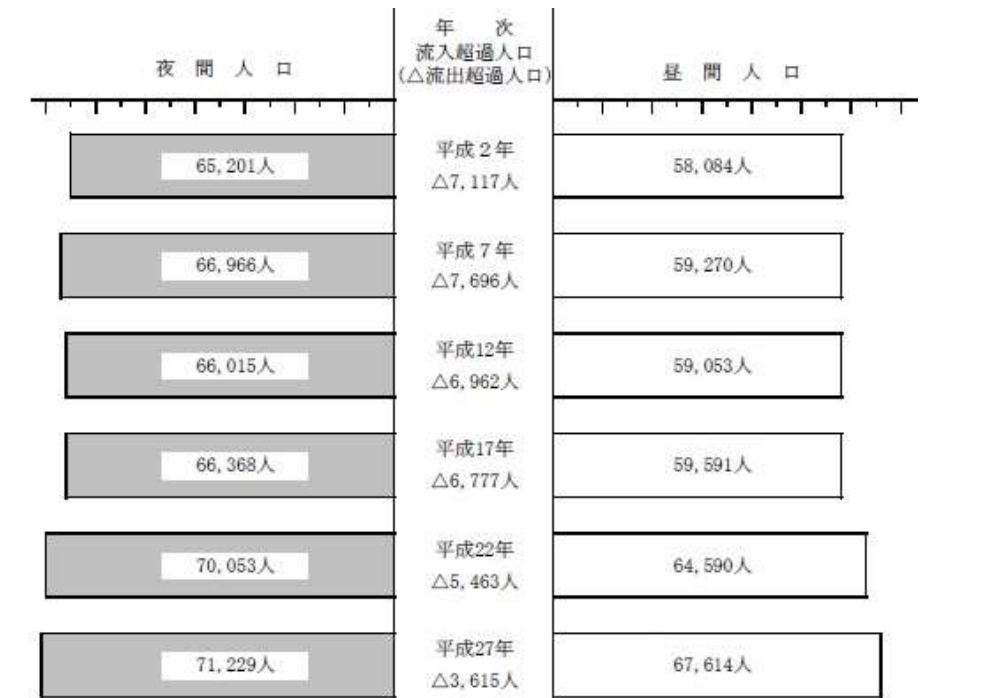 夜 間 人 口
年 次
流入超過人口
(△流出超過人口)
昼 間 人 口
65,201人
平成2年
△7,117人
58,084人
66,966人
平成7年
△7,696人
59,270人
66,015人
平成12年
△6,962人
59,053人
66,368人
平成17年
△6,777人
59,591人
70,053人
平成22年
△5,463人
64,590人
71,229人
平成27年
△3,615人
67,614人